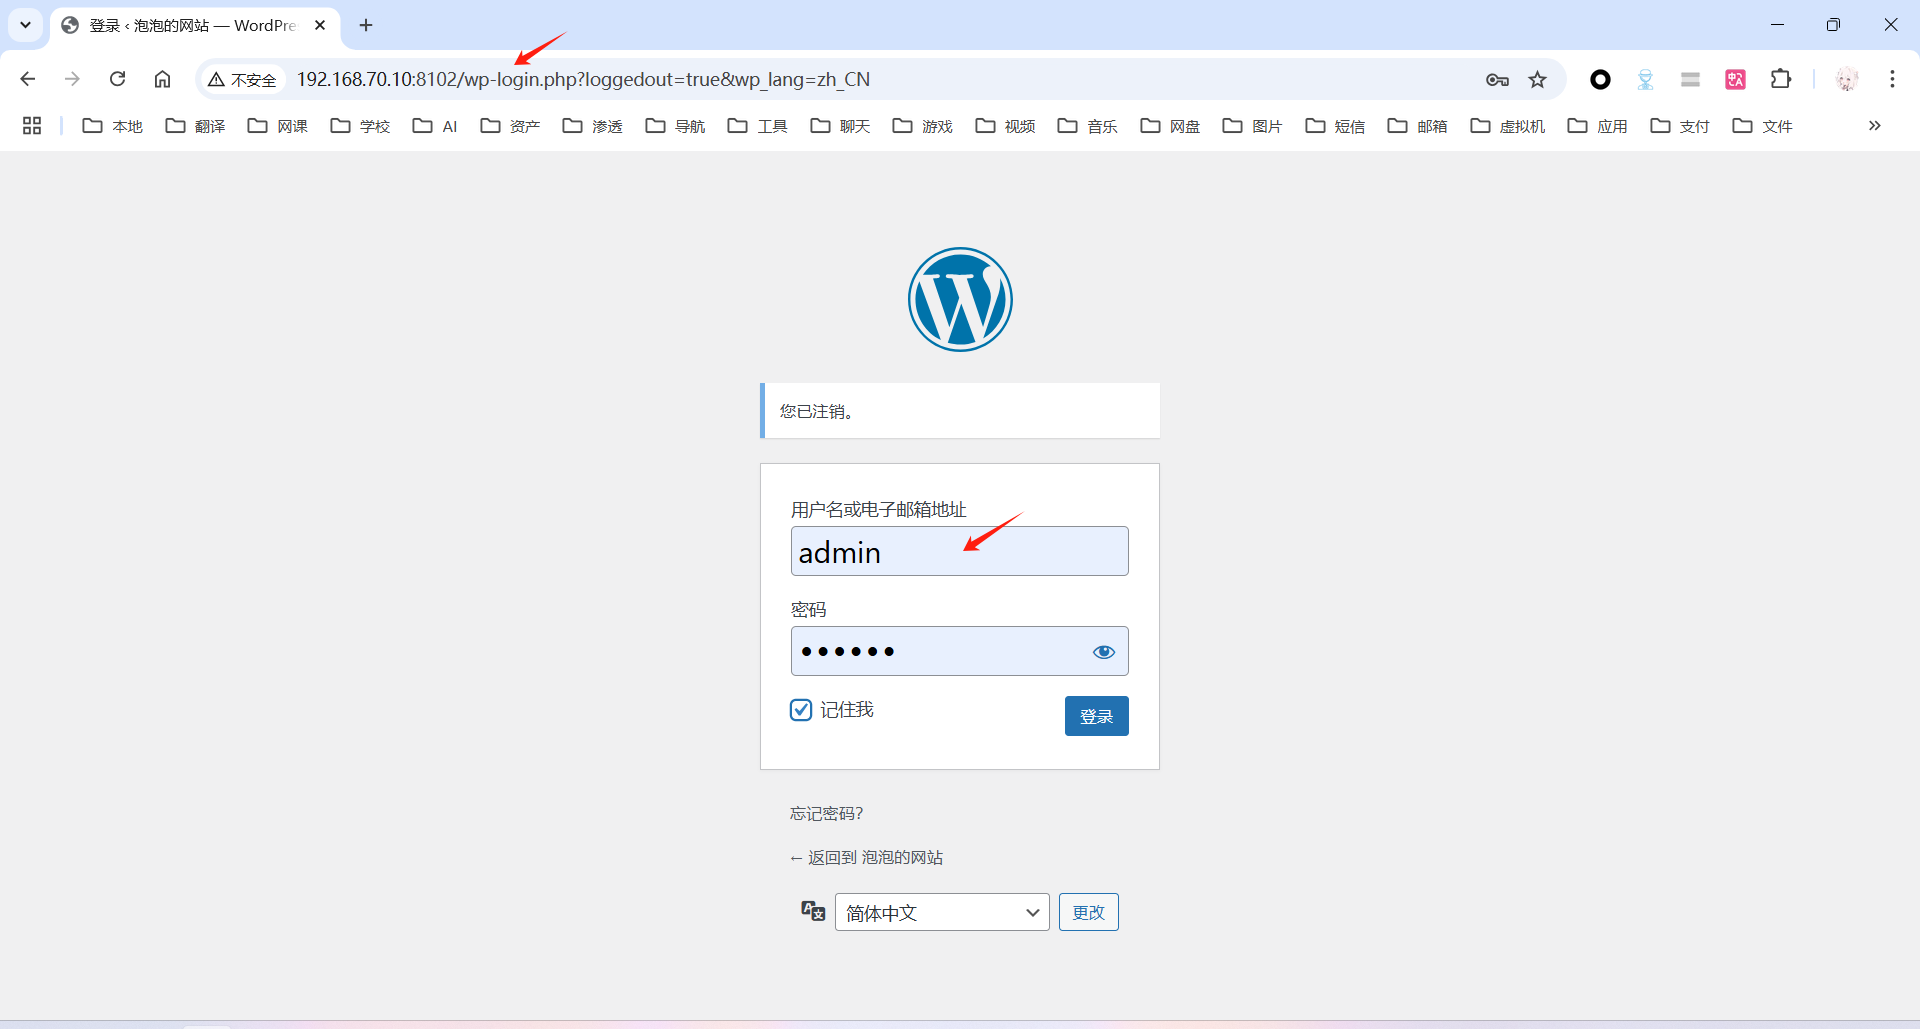 登录 ‹ 泡泡的网站 — WordPre
不安全 192.168.70.10:8102/wp-login.php?loggedout=true&wp_lang=zh_CN
本地 翻译 网课 学校 AI 资产 渗透 导航 工具 聊天 游戏 视频 音乐 网盘 图片 短信 邮箱 虚拟机 应用 支付 文件
您已注销。
用户名或电子邮箱地址
admin
密码
••••••
记住我 登录
忘记密码？
← 返回到 泡泡的网站
简体中文 更改